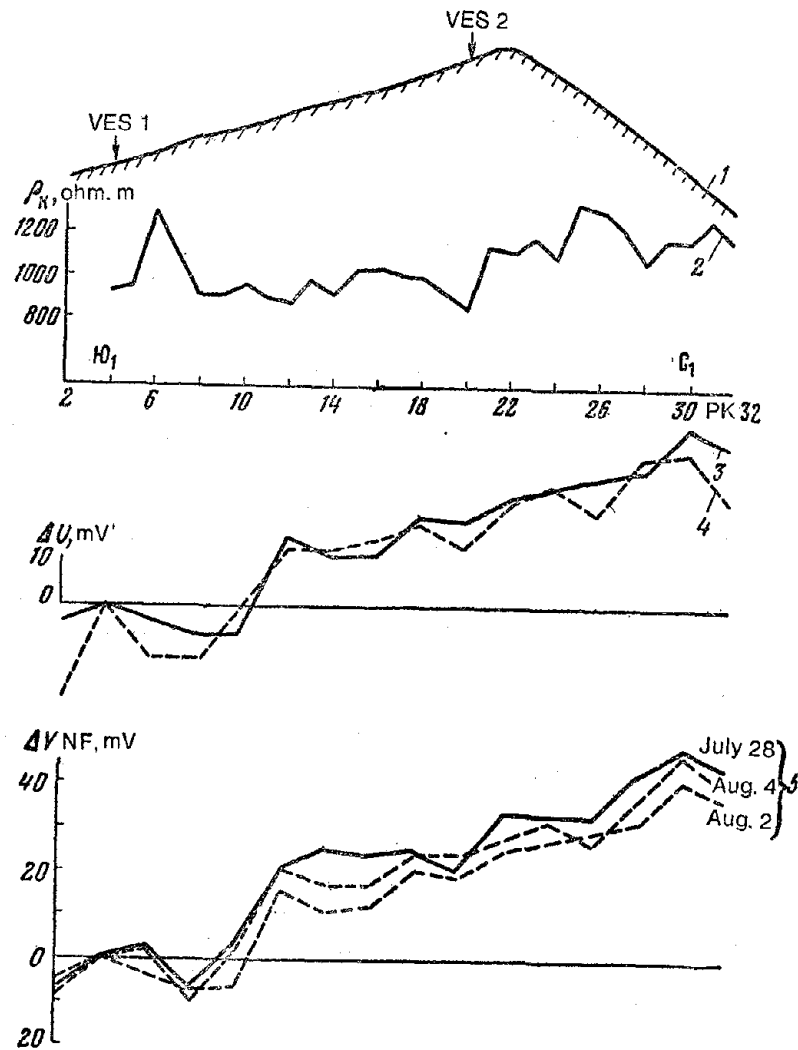 VES 2
VES 1
1
ρк, ohm. m
1200
1000
800
2
Ю₁
C₁
2 6 10 14 18 22 26 30 PK 32
3
4
ΔU, mV
10
0
ΔV NF, mV
40
20
0
20
July 28
Aug. 4
Aug. 2
5